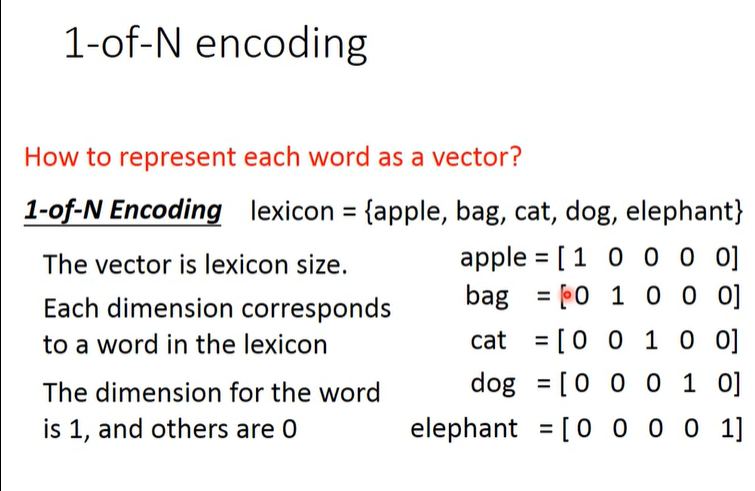 1-of-N encoding
How to represent each word as a vector?
1-of-N Encoding lexicon = {apple, bag, cat, dog, elephant}
The vector is lexicon size.
Each dimension corresponds
to a word in the lexicon
The dimension for the word
is 1, and others are 0
apple = [ 1 0 0 0 0]
bag = [ 0 1 0 0 0]
cat = [ 0 0 1 0 0]
dog = [ 0 0 0 1 0]
elephant = [ 0 0 0 0 1]